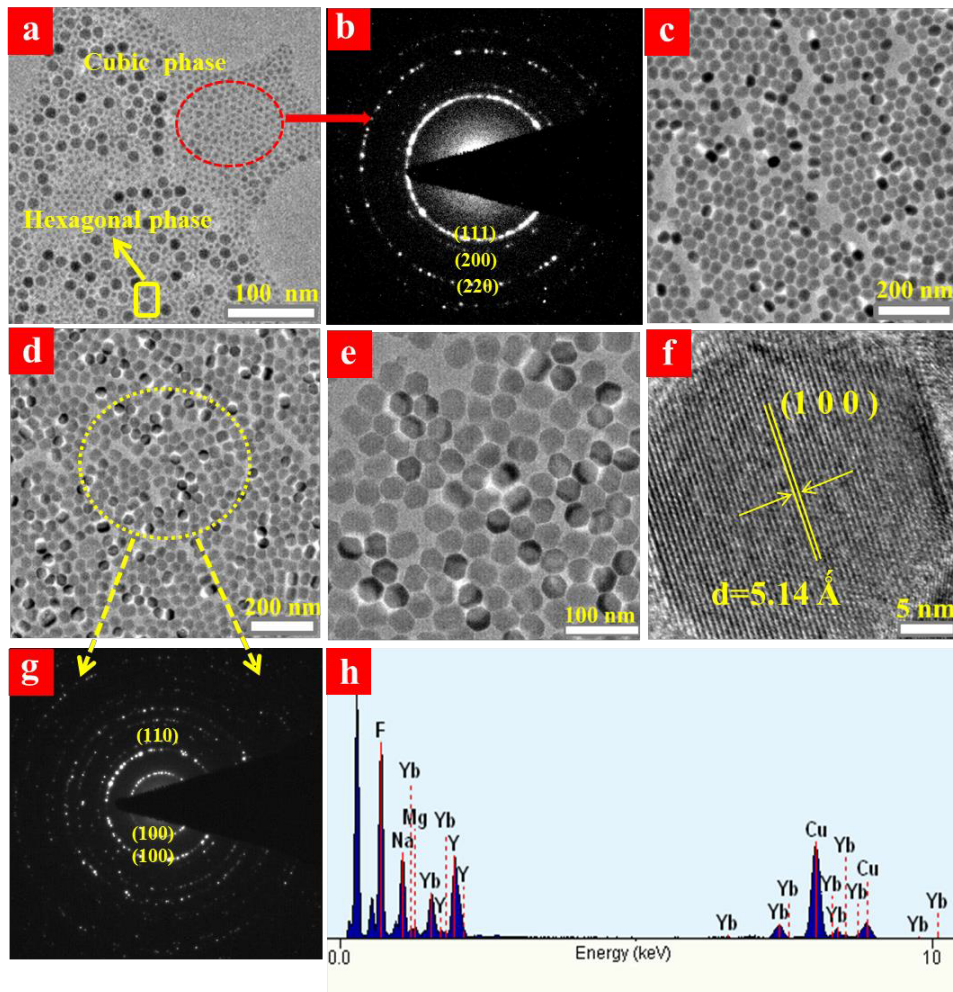 a
Cubic phase
Hexagonal phase
100 nm
b
(111)
(200)
(220)
c
200 nm
d
200 nm
e
100 nm
f
(1 0 0)
d=5.14 Å
5 nm
g
(110)
(100)
(100)
h
F
Yb
Mg
Na
Yb
Yb
Y
Y
Y
Yb
Yb
Yb
Cu
Yb
Yb
Yb
Yb
Cu
Yb
Yb
0.0
Energy (keV)
10